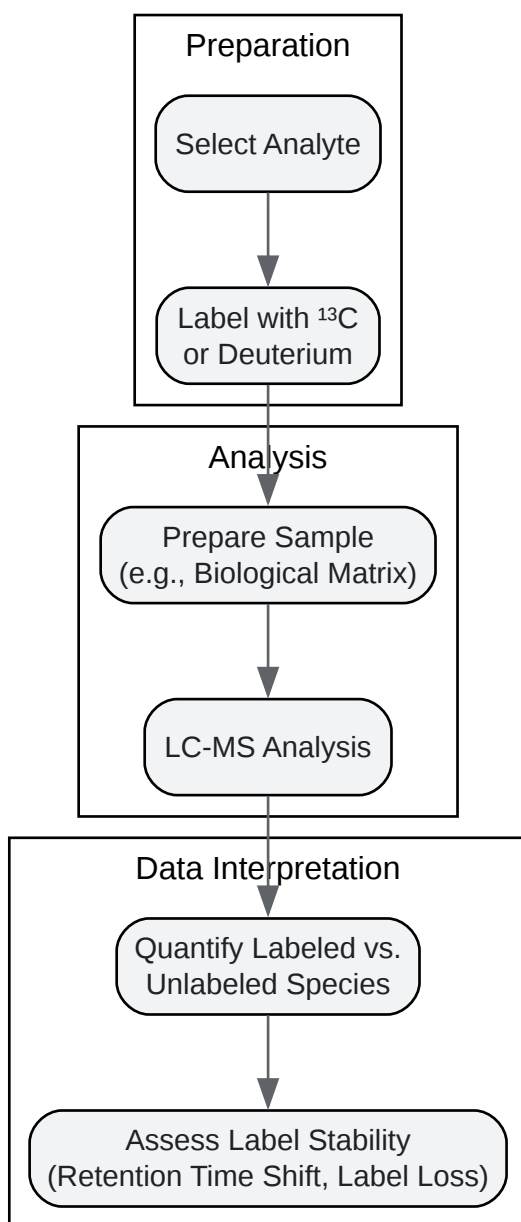 Preparation
Select Analyte
Label with ¹³C
or Deuterium
Analysis
Prepare Sample
(e.g., Biological Matrix)
LC-MS Analysis
Data Interpretation
Quantify Labeled vs.
Unlabeled Species
Assess Label Stability
(Retention Time Shift, Label Loss)